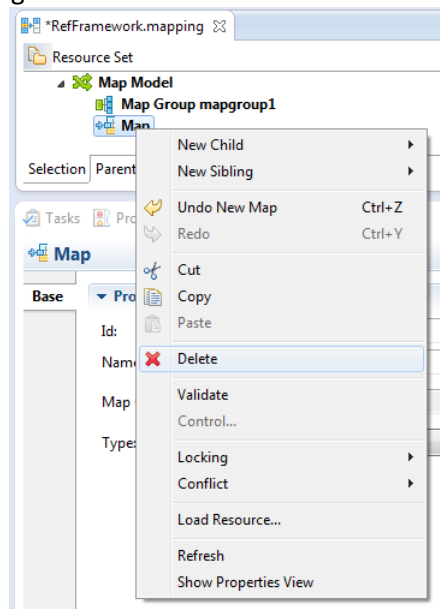 *RefFramework.mapping
Resource Set
Map Model
Map Group mapgroup1
Map
Selection Parent
New Child
New Sibling
Undo New Map Ctrl+Z
Redo Ctrl+Y
Cut
Copy
Paste
Delete
Validate
Control...
Locking
Conflict
Load Resource...
Refresh
Show Properties View
Tasks
Map
Base
Id:
Map
Type: